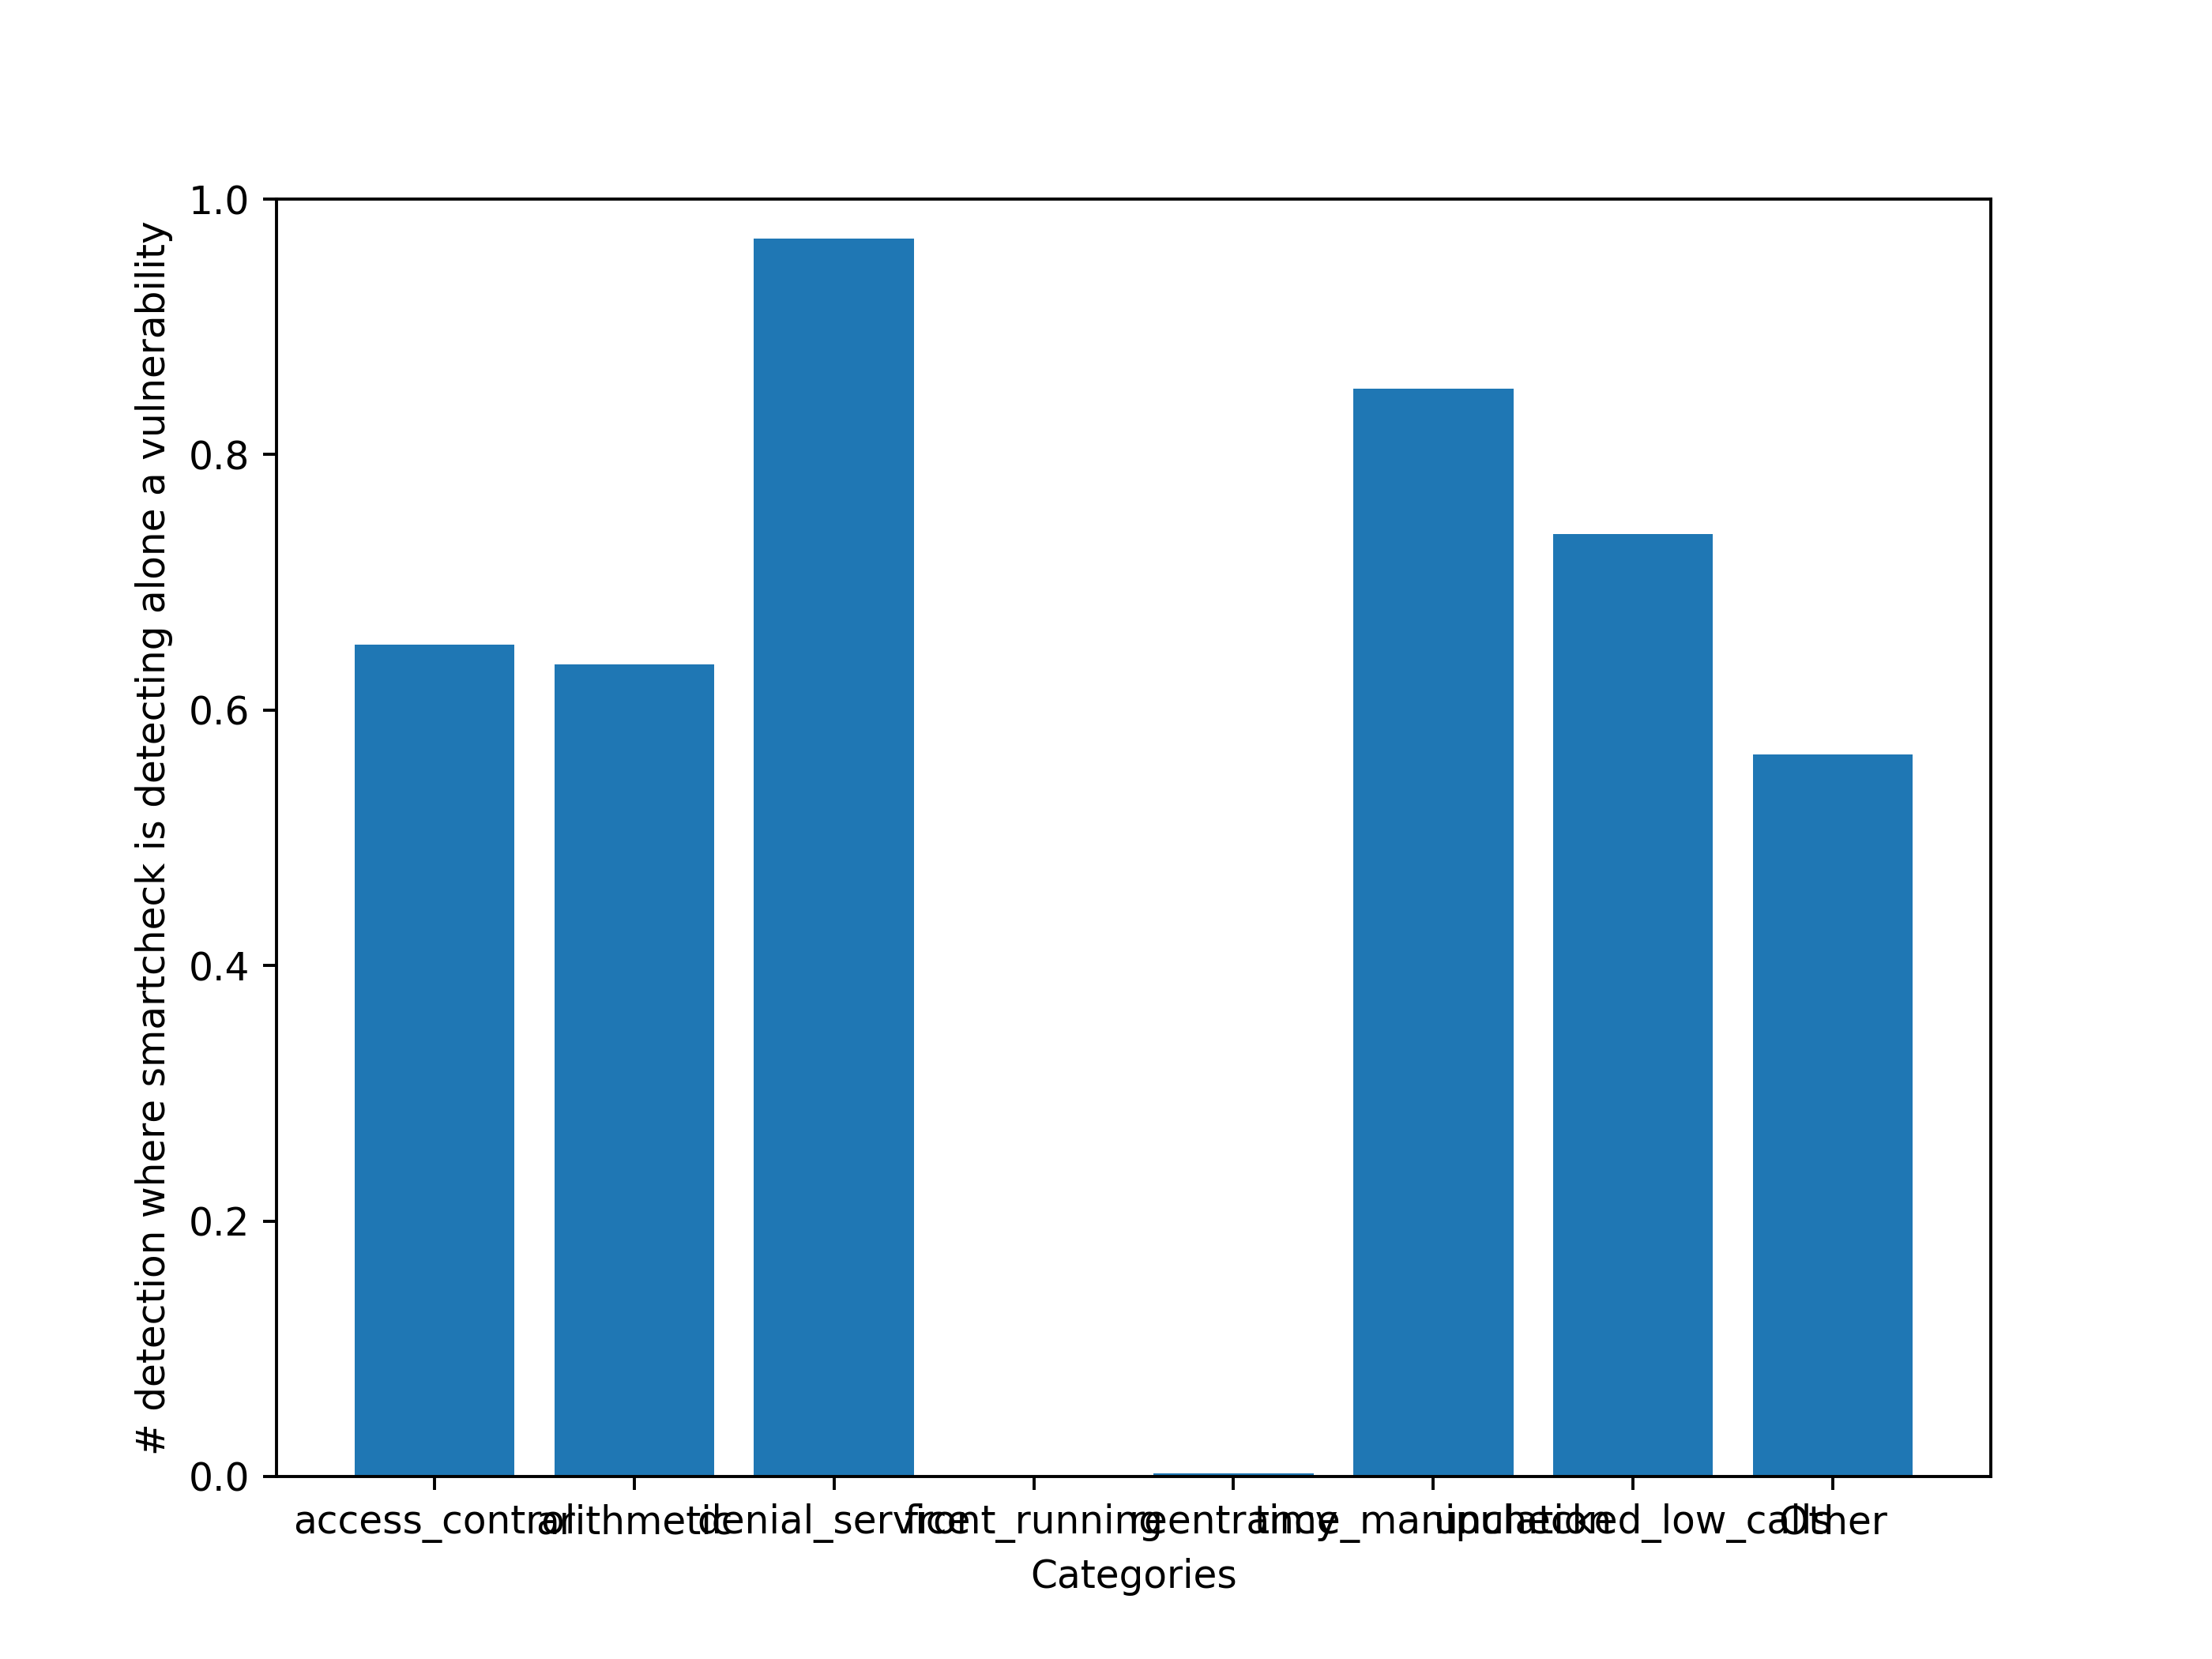 # detection where smartcheck is detecting alone a vulnerability
1.0
0.8
0.6
0.4
0.2
0.0
access_control arithmetic denial_service front_running reentrancy time_manipulation unchecked_low_calls Other
Categories